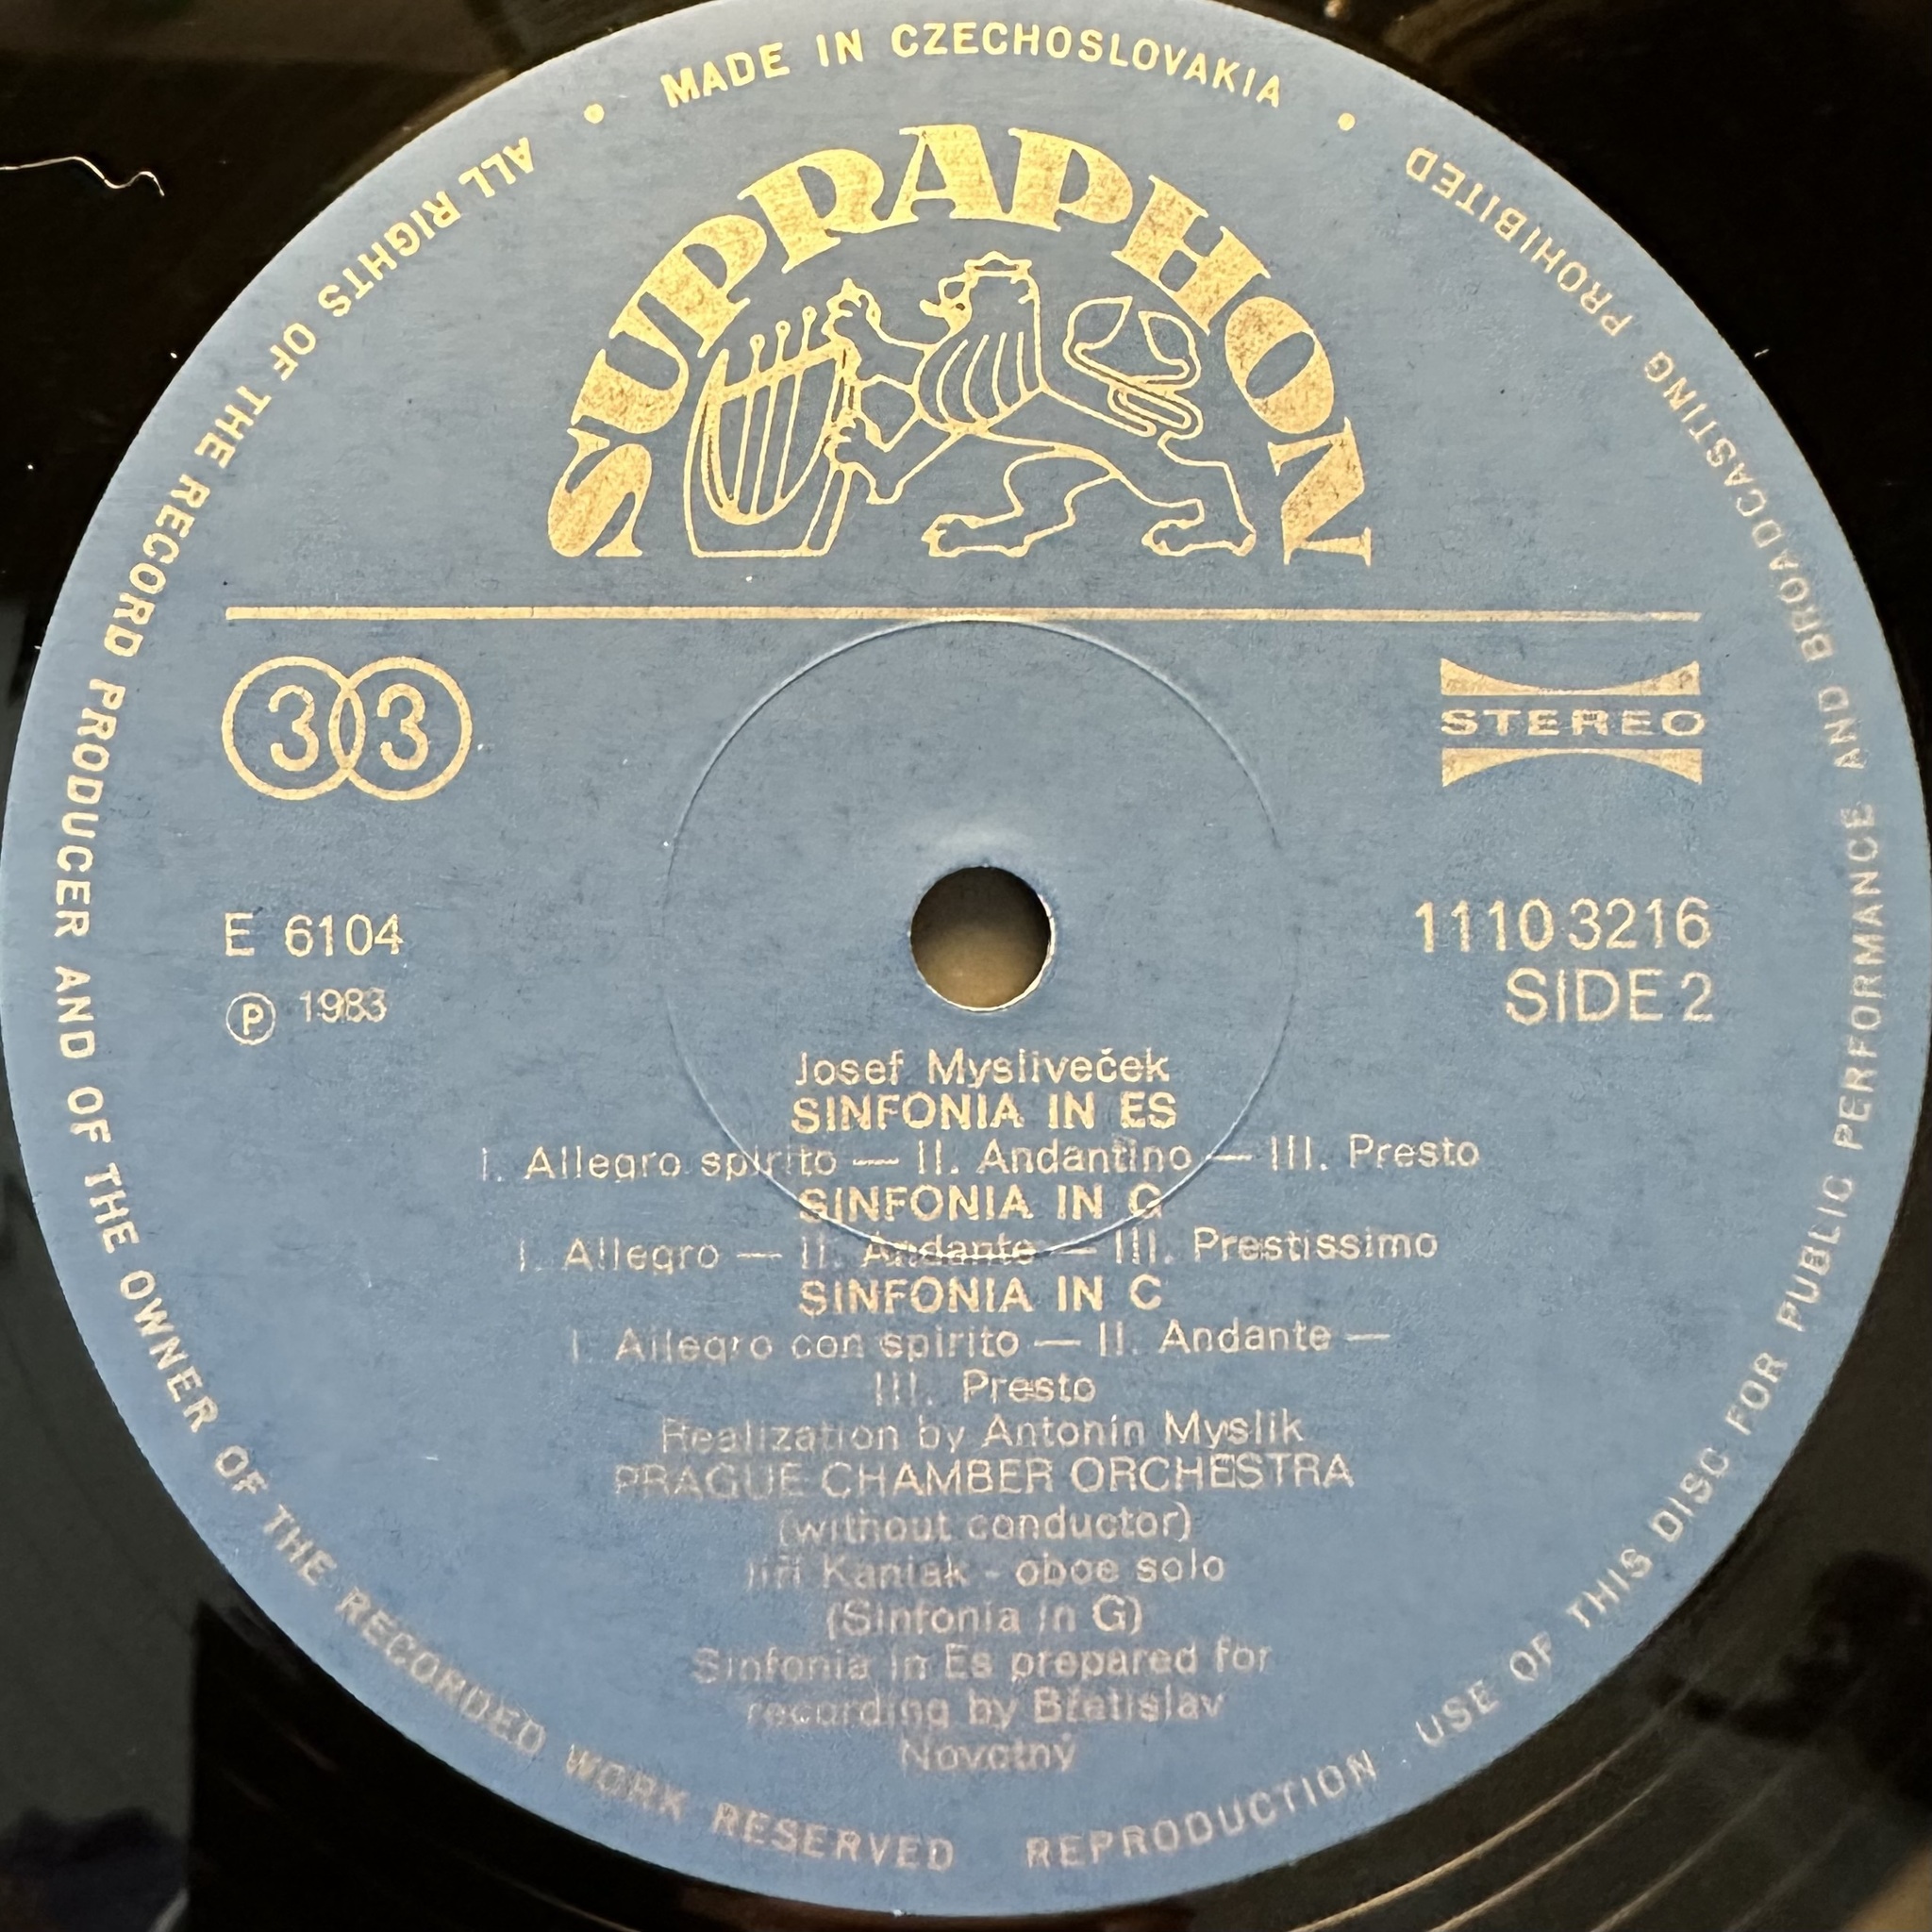 MADE IN CZECHOSLOVAKIA
SUPRAPHON
33
STEREO
E 6104
Ⓟ 1983
1110 3216
SIDE 2
Josef Mysliveček
SINFONIA IN ES
I. Allegro spirito — II. Andantino — III. Presto
SINFONIA IN G
I. Allegro — II. Andante — III. Prestissimo
SINFONIA IN C
I. Allegro con spirito — II. Andante —
III. Presto
Realization by Antonín Myslík
PRAGUE CHAMBER ORCHESTRA
(without conductor)
Jiří Kaniak - oboe solo
(Sinfonia in G)
Sinfonia in Es prepared for
recording by Břetislav
Novotný
ALL RIGHTS OF THE RECORD PRODUCER AND OF THE OWNER OF THE RECORDED WORK RESERVED
REPRODUCTION USE OF THIS DISC FOR PUBLIC PERFORMANCE AND BROADCASTING PROHIBITED